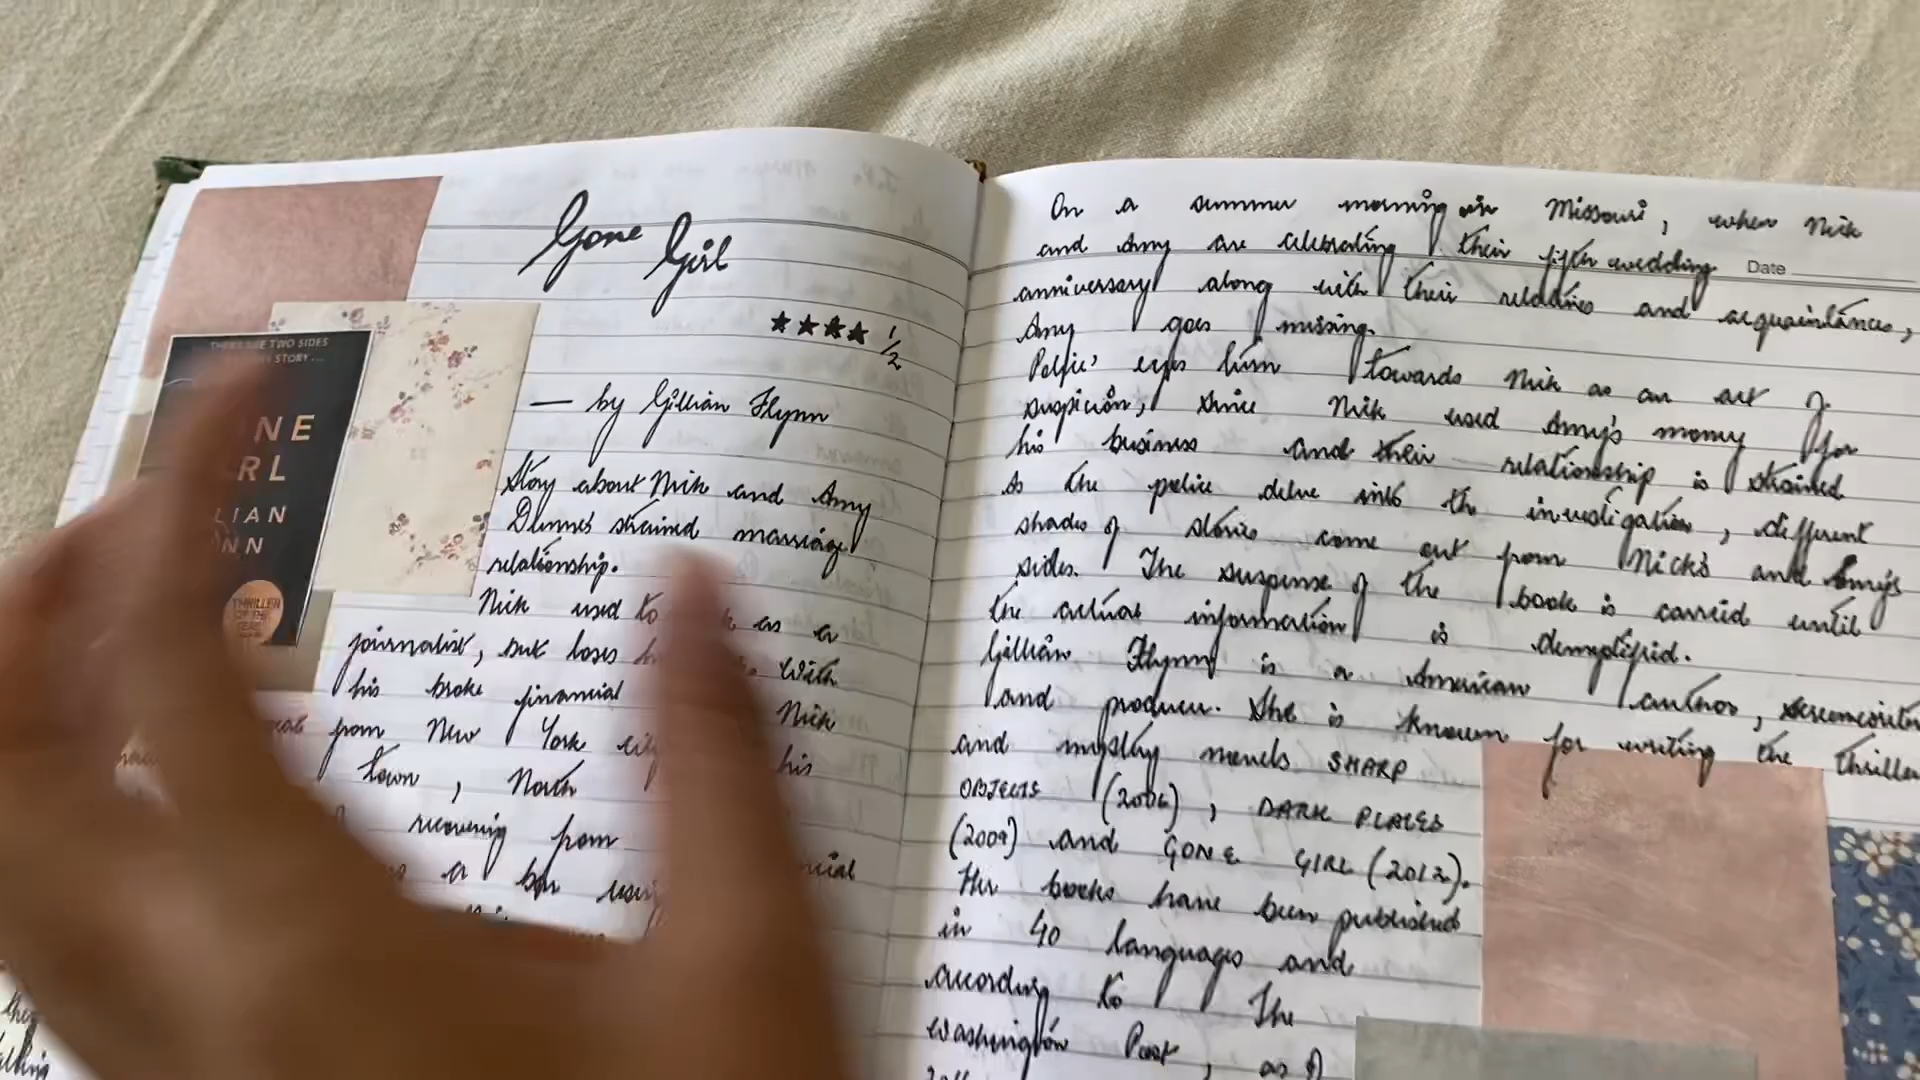 Gone Girl
★★★★ 1/2
— by Gillian Flynn
THERE ARE TWO SIDES
STORY...
NE
RL
LIAN
NN
THRILLER
OF THE
YEAR
Story about Nick and Amy
Dunne's strained marriage
relationship.
Nick used to as a
journalist, but loses with
his broke financial Nick
from New York city his
town, North
recovering from
a bar
On a summer morning in Missouri, when Nick
and Amy are celebrating their fifth wedding
Date
anniversary along with their relatives and acquaintances,
Amy goes missing.
eyes turn towards Nick as an act of
suspicion, since Nick used Amy's money for
his business and their relationship is strained
As the police delve into the investigation, different
shades of stories come out from Nick's and Amy's
sides. The suspense of the book is carried until
the actual information is demystified.
Gillian Flynn is a American author,
and producer. She is known for writing the thriller
and mystery SHARP
OBJECTS (2006), DARK PLACES
(2009) and GONE GIRL (2012).
Her books have been published
in 40 languages and
according to The
Washington Post, as of